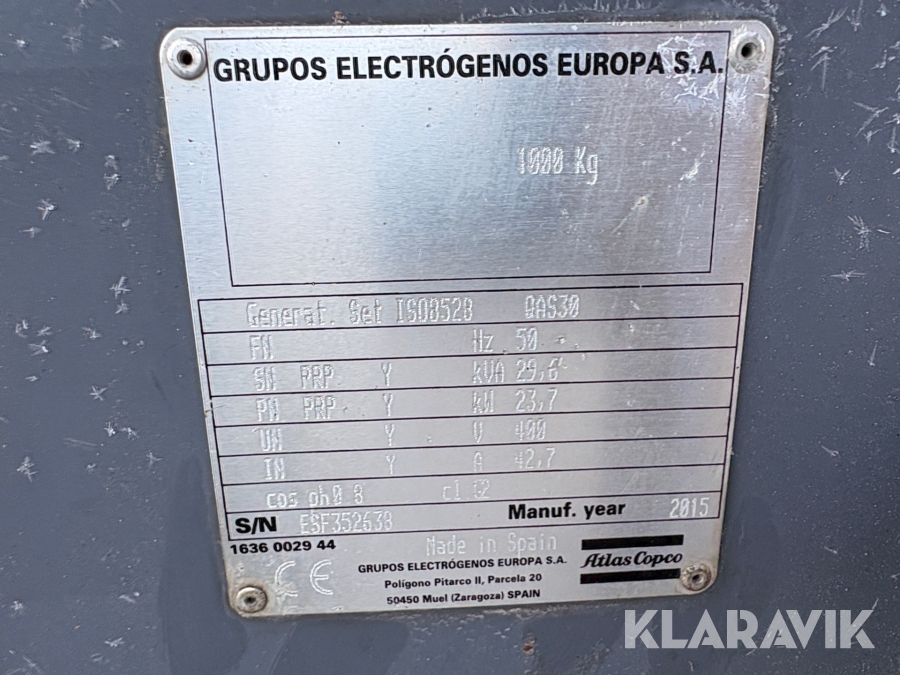 GRUPOS ELECTRÓGENOS EUROPA S.A.
1000 Kg
Generat. Set ISO8528 QAS30
FN Hz 50
SN PRP Y kVA 29,6
PN PRP Y kW 23,7
UN Y V 400
IN Y A 42,7
cos ph0 8 cl G2
S/N ESF352638 Manuf. year 2015
1636 0029 44
Made in Spain
CE
GRUPOS ELECTRÓGENOS EUROPA S.A.
Polígono Pitarco II, Parcela 20
50450 Muel (Zaragoza) SPAIN
Atlas Copco
KLARAVIK